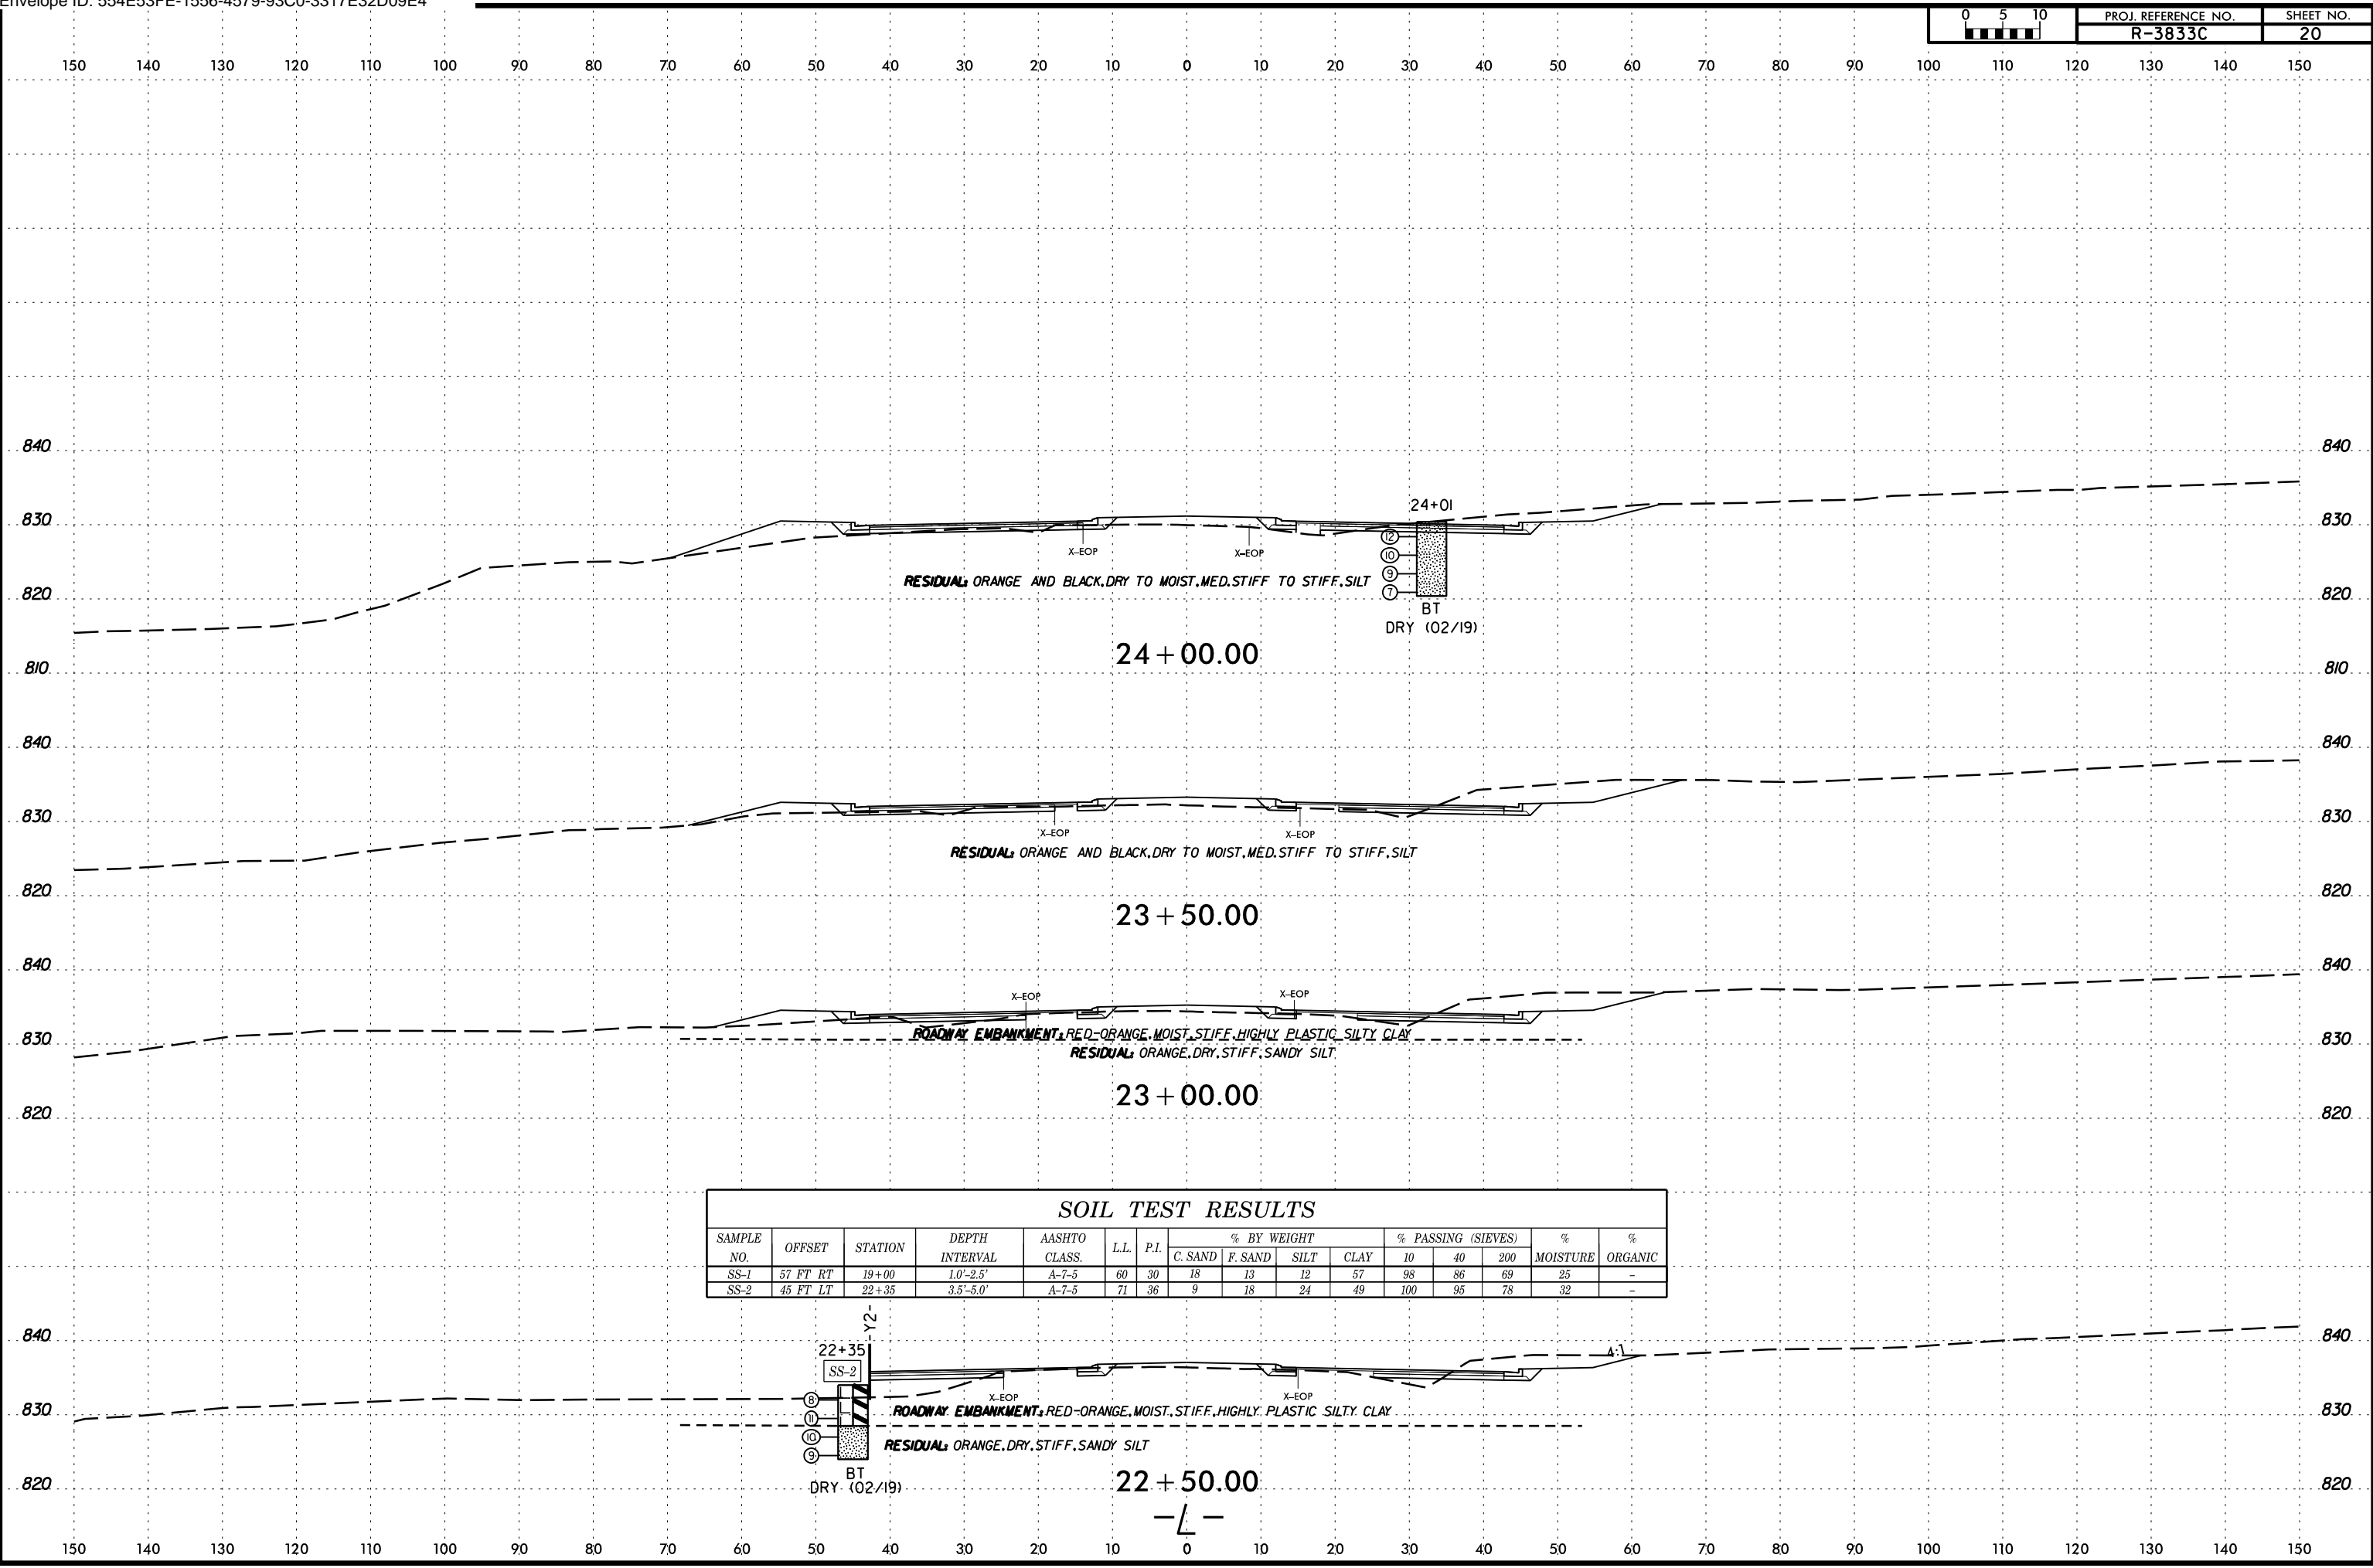 Envelope ID: 554E53FE-1556-4579-93C0-3317E32D09E4
0 5 10
PROJ. REFERENCE NO.
SHEET NO.
R-3833C
20
150 140 130 120 110 100 90 80 70 60 50 40 30 20 10 0 10 20 30 40 50 60 70 80 90 100 110 120 130 140 150
840 840
24+01
830 830
X-EOP X-EOP
12
10
9
7
RESIDUAL: ORANGE AND BLACK,DRY TO MOIST,MED.STIFF TO STIFF,SILT
820 820
BT
DRY (02/19)
24+00.00
810 810
840 840
830 830
X-EOP X-EOP
RESIDUAL: ORANGE AND BLACK,DRY TO MOIST,MED.STIFF TO STIFF,SILT
820 820
23+50.00
840 840
X-EOP X-EOP
830 830
ROADWAY EMBANKMENT: RED-ORANGE,MOIST,STIFF,HIGHLY PLASTIC SILTY CLAY
RESIDUAL: ORANGE,DRY,STIFF,SANDY SILT
23+00.00
820 820
SOIL TEST RESULTS
SAMPLE NO. OFFSET STATION DEPTH INTERVAL AASHTO CLASS. L.L. P.I. % BY WEIGHT % PASSING (SIEVES) % MOISTURE % ORGANIC
C. SAND F. SAND SILT CLAY 10 40 200
SS-1 57 FT RT 19+00 1.0'-2.5' A-7-5 60 30 18 13 12 57 98 86 69 25 -
SS-2 45 FT LT 22+35 3.5'-5.0' A-7-5 71 36 9 18 24 49 100 95 78 32 -
-Y2-
840 840
22+35
4:1
SS-2
X-EOP X-EOP
8
11
10
9
830 830
ROADWAY EMBANKMENT: RED-ORANGE,MOIST,STIFF,HIGHLY PLASTIC SILTY CLAY
RESIDUAL: ORANGE,DRY,STIFF,SANDY SILT
BT
DRY (02/19)
22+50.00
820 820
-L-
150 140 130 120 110 100 90 80 70 60 50 40 30 20 10 0 10 20 30 40 50 60 70 80 90 100 110 120 130 140 150